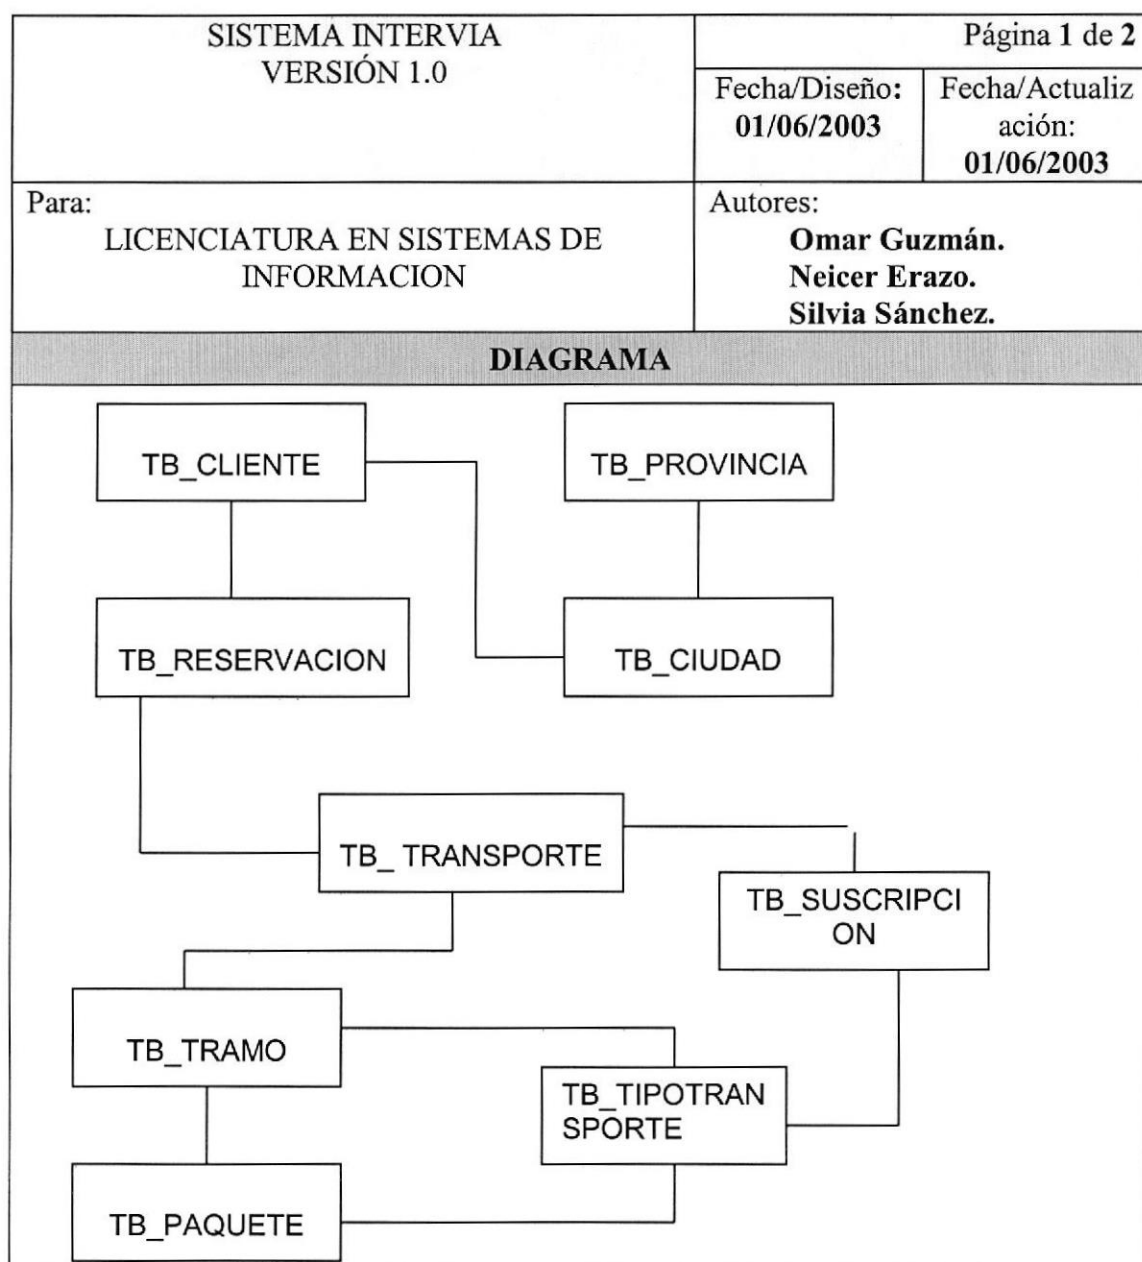 SISTEMA INTERVIA
VERSIÓN 1.0
Página 1 de 2
Fecha/Diseño:
01/06/2003
Fecha/Actualiz
ación:
01/06/2003
Para:
LICENCIATURA EN SISTEMAS DE
INFORMACION
Autores:
Omar Guzmán.
Neicer Erazo.
Silvia Sánchez.
DIAGRAMA
TB_CLIENTE
TB_PROVINCIA
TB_RESERVACION
TB_CIUDAD
TB_ TRANSPORTE
TB_SUSCRIPCI
ON
TB_TRAMO
TB_TIPOTRAN
SPORTE
TB_PAQUETE